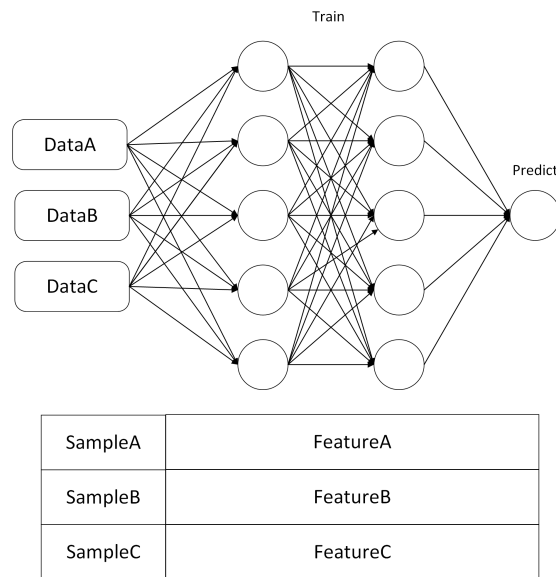 Train
DataA
Predict
DataB
DataC
SampleA FeatureA
SampleB FeatureB
SampleC FeatureC